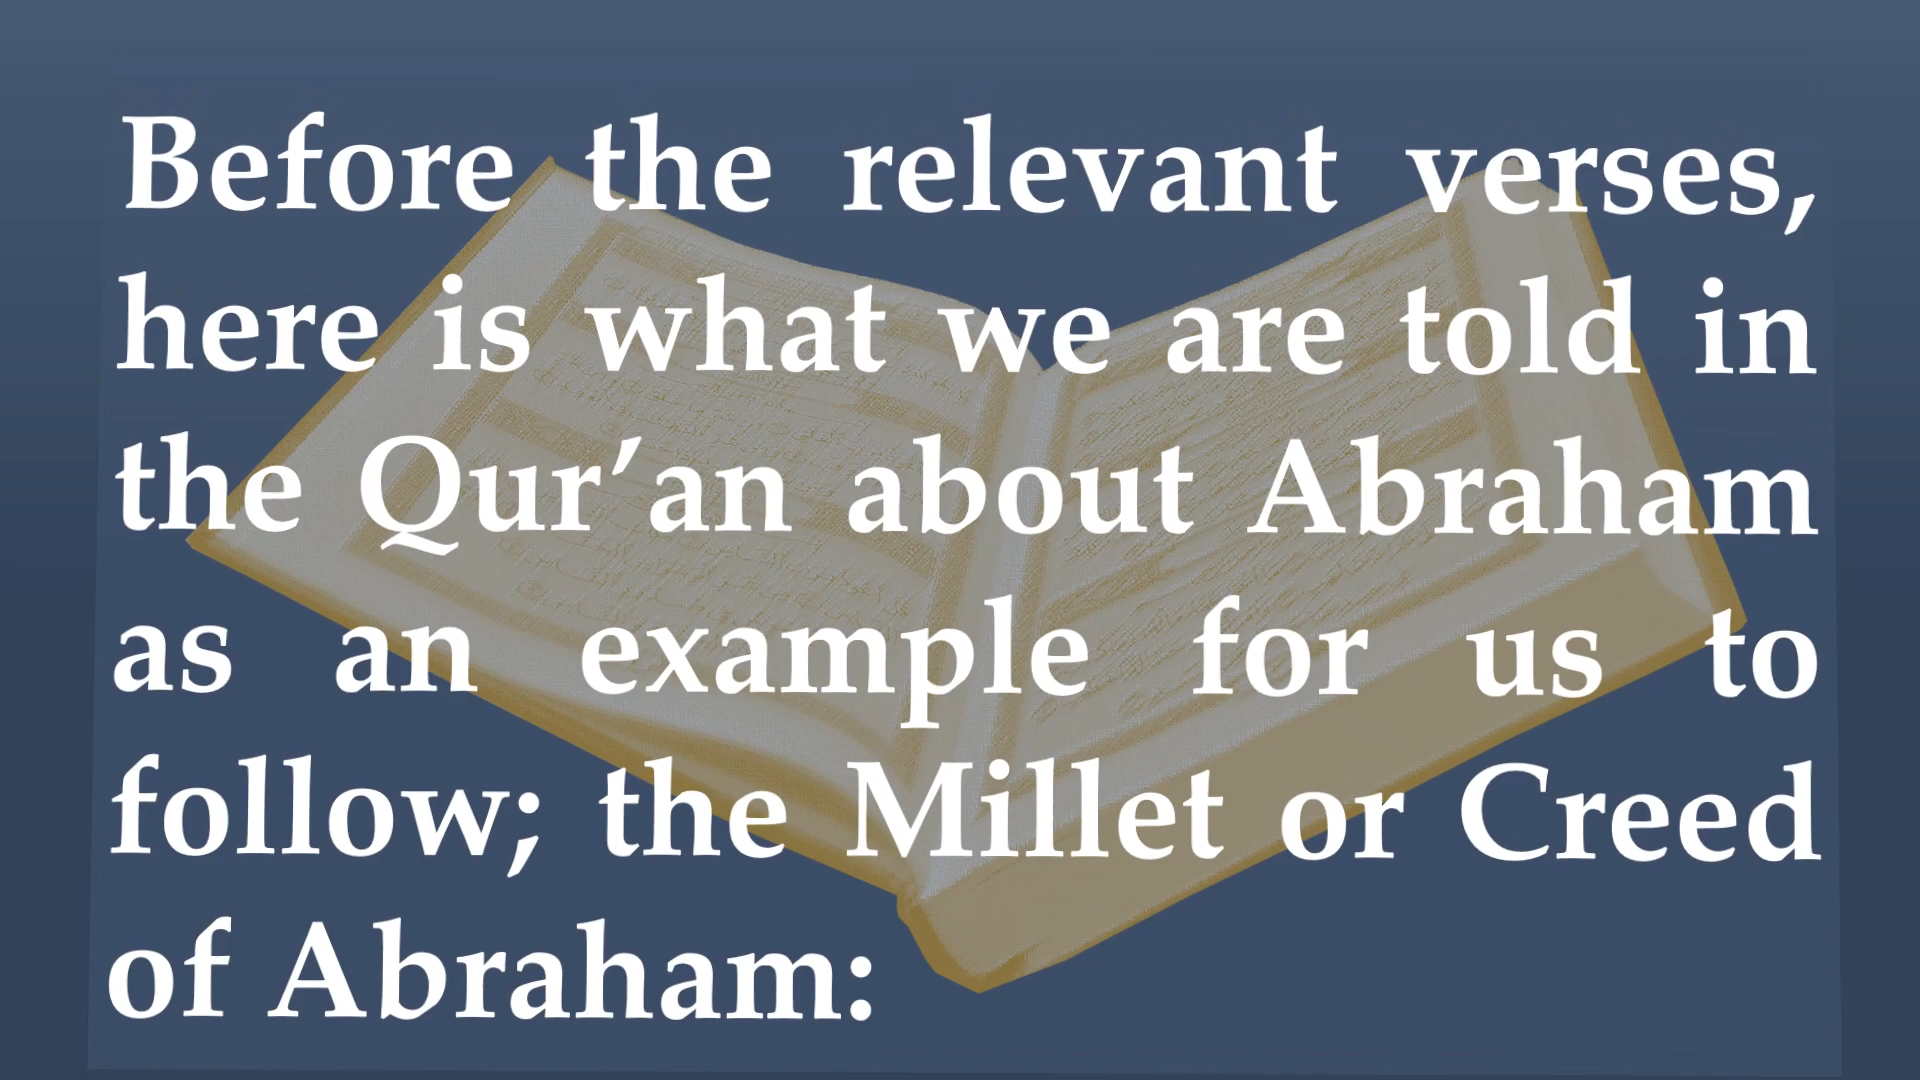 Before the relevant verses,
here is what we are told in
the Qur’an about Abraham
as an example for us to
follow; the Millet or Creed
of Abraham: